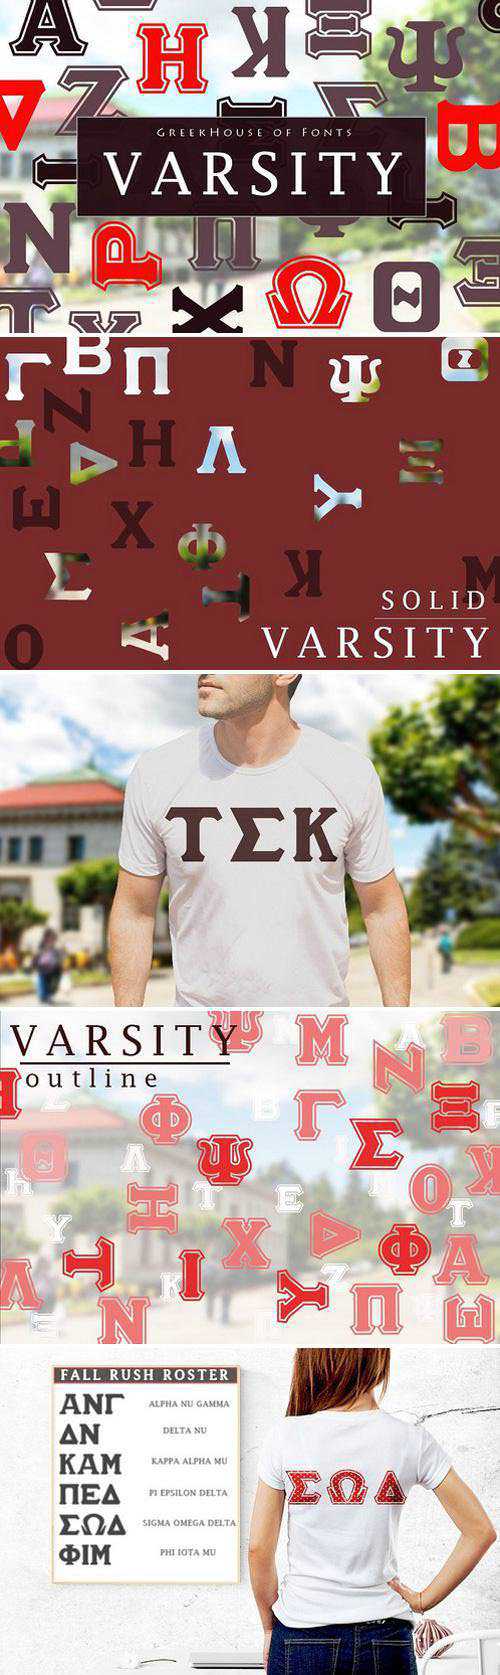 GREEKHOUSE OF FONTS
VARSITY
SOLID
VARSITY
ΤΣΚ
VARSITY
outline
FALL RUSH ROSTER
ΑΝΓ ALPHA NU GAMMA
ΔΝ DELTA NU
ΚΑΜ KAPPA ALPHA MU
ΠΕΔ PI EPSILON DELTA
ΣΩΔ SIGMA OMEGA DELTA
ΦΙΜ PHI IOTA MU
ΣΩΔ